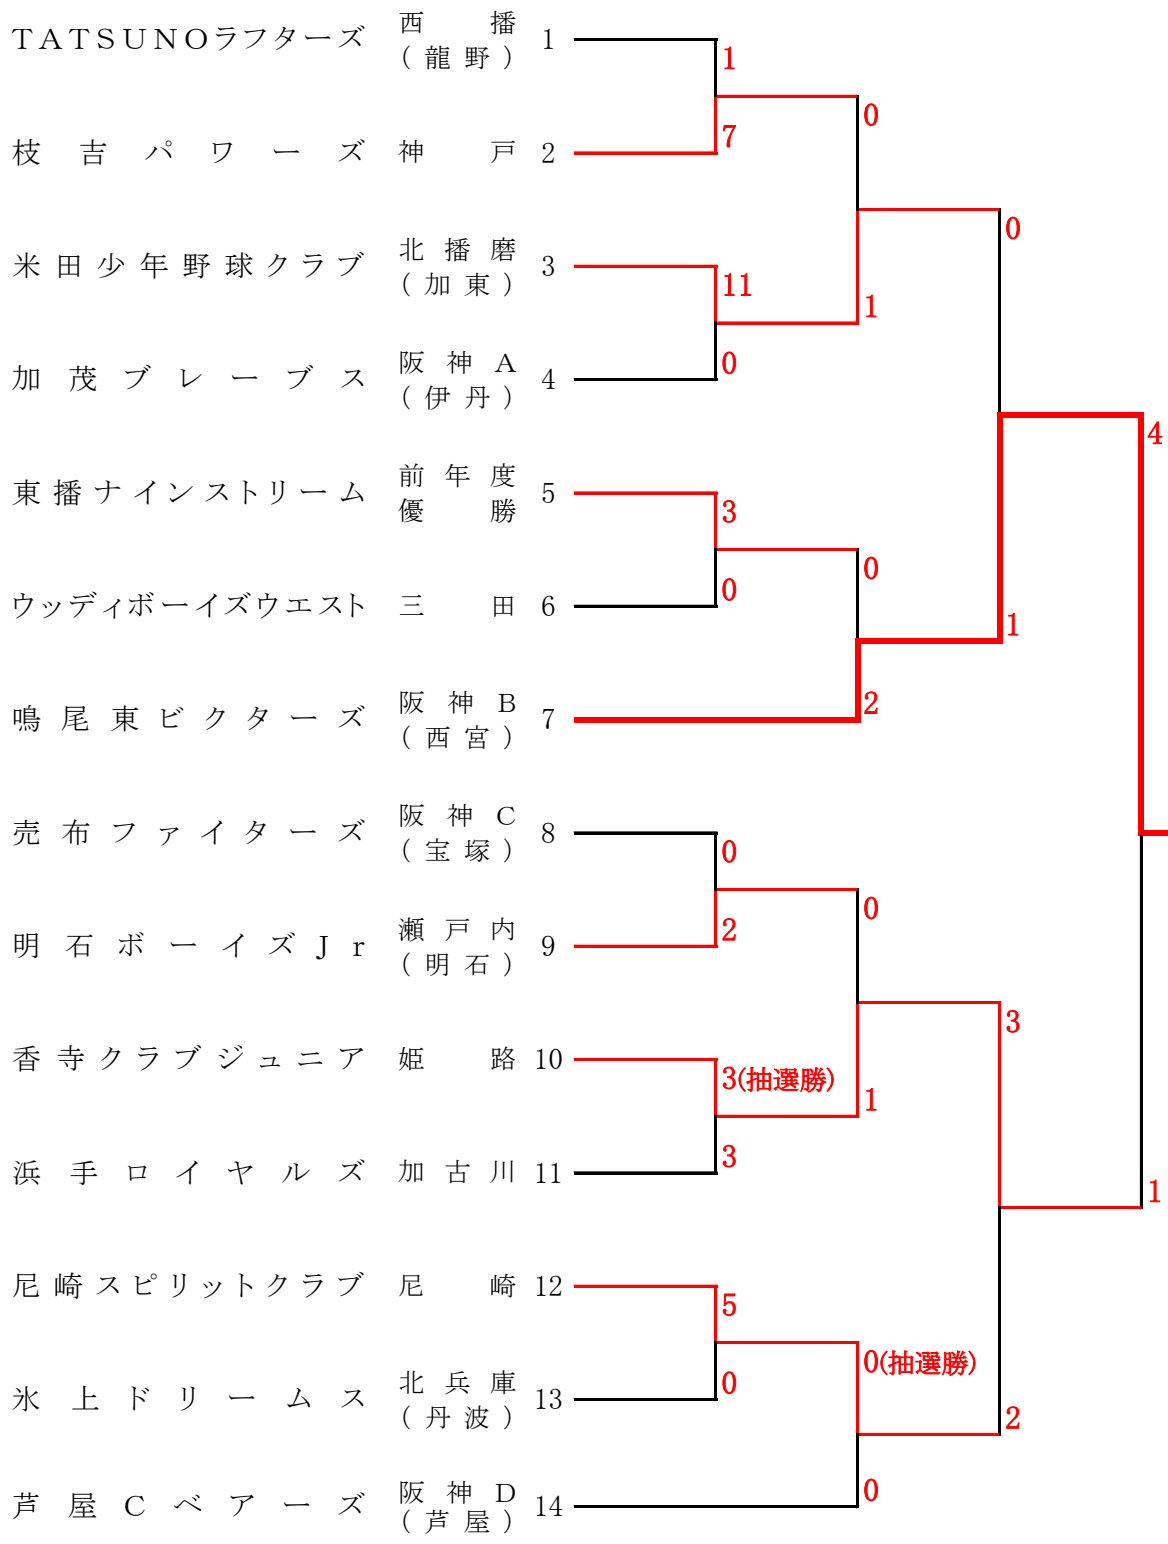 TATSUNOラフターズ 西播 1
(龍野)
1
枝吉パワーズ 神戸 2
7
0
米田少年野球クラブ 北播磨 3
(加東)
11
1
0
加茂ブレーブス 阪神A 4
(伊丹)
0
4
東播ナインストリーム 前年度 5
優勝
3
0
ウッディボーイズウエスト 三田 6
0
1
鳴尾東ビクターズ 阪神B 7
(西宮)
2
売布ファイターズ 阪神C 8
(宝塚)
0
明石ボーイズJr 瀬戸内 9
(明石)
2
0
3
香寺クラブジュニア 姫路 10
3(抽選勝)
1
浜手ロイヤルズ 加古川 11
3
1
尼崎スピリットクラブ 尼崎 12
5
氷上ドリームス 北兵庫 13
(丹波)
0
0(抽選勝)
2
芦屋Cベアーズ 阪神D 14
(芦屋)
0